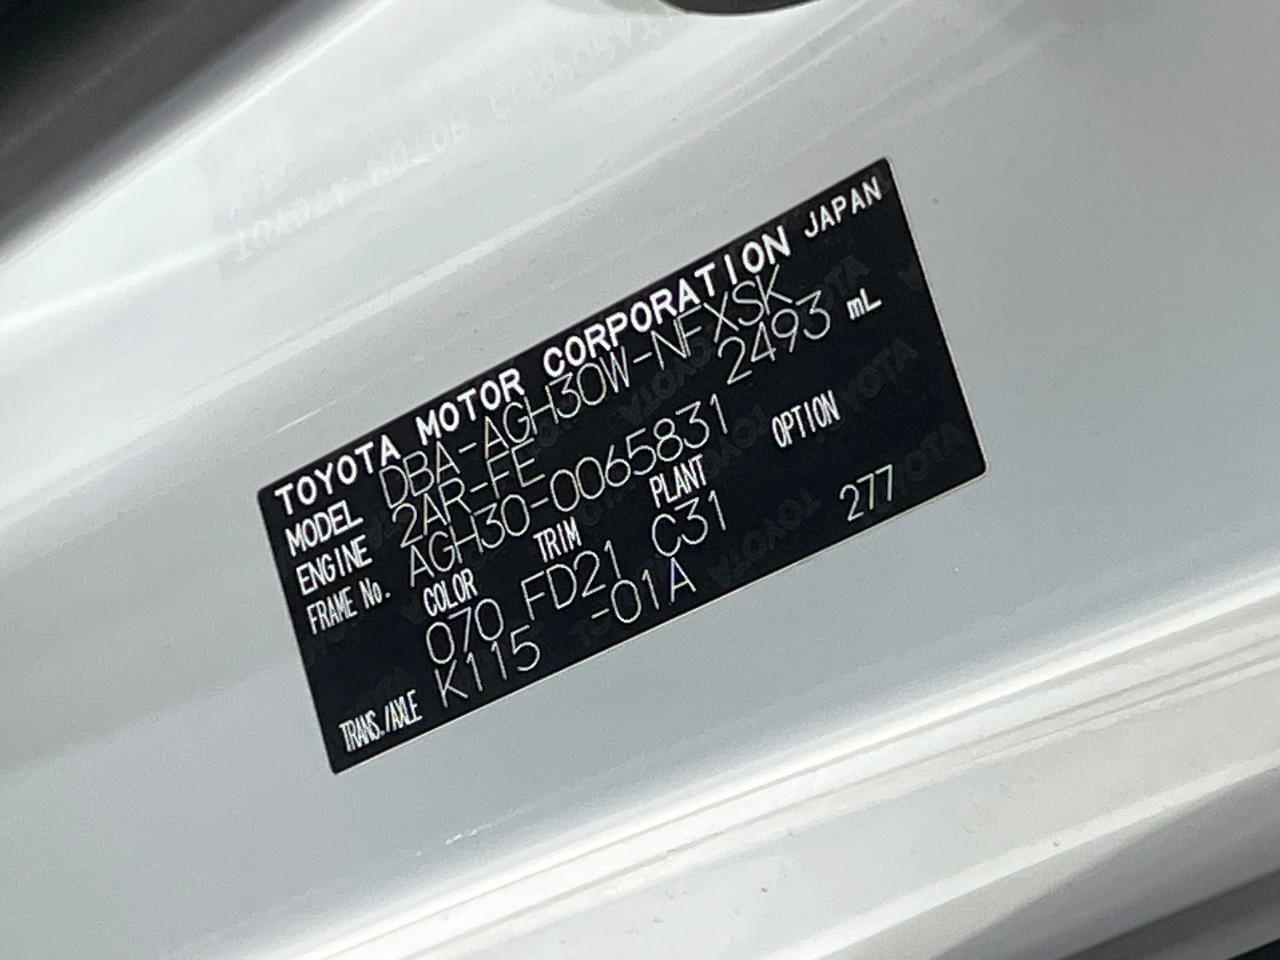 TOYOTA MOTOR CORPORATION JAPAN
MODEL DBA-AGH30W-NFXSK
ENGINE 2AR-FE 2493 mL
FRAME No. AGH30-0065831
COLOR TRIM PLANT OPTION
070 FD21 C31 277
TRANS./AXLE K115 -01A